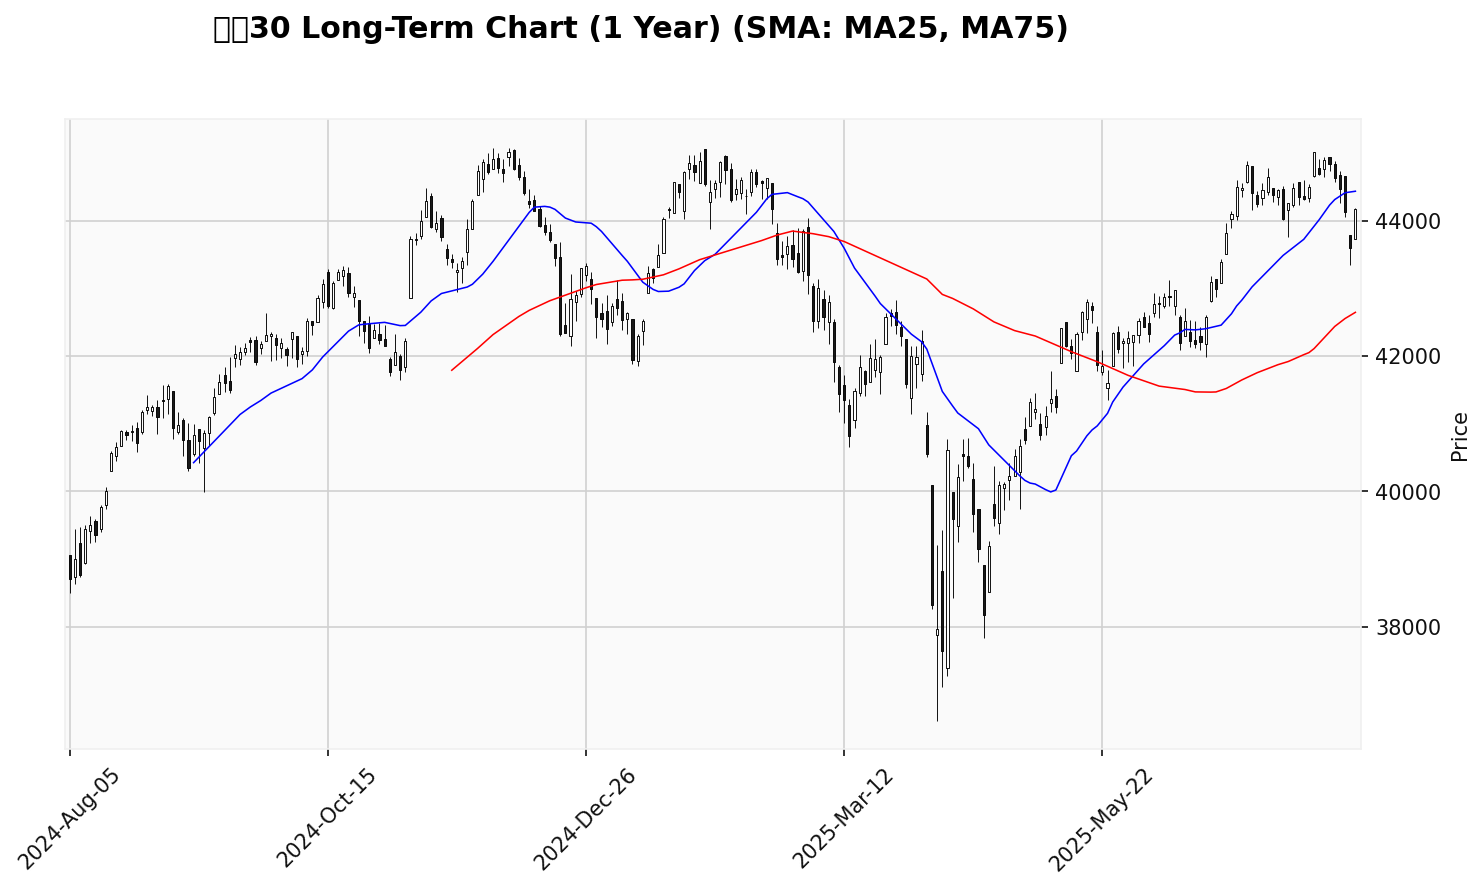 30 Long-Term Chart (1 Year) (SMA: MA25, MA75)
44000
42000
40000
38000
Price
2024-Aug-05
2024-Oct-15
2024-Dec-26
2025-Mar-12
2025-May-22